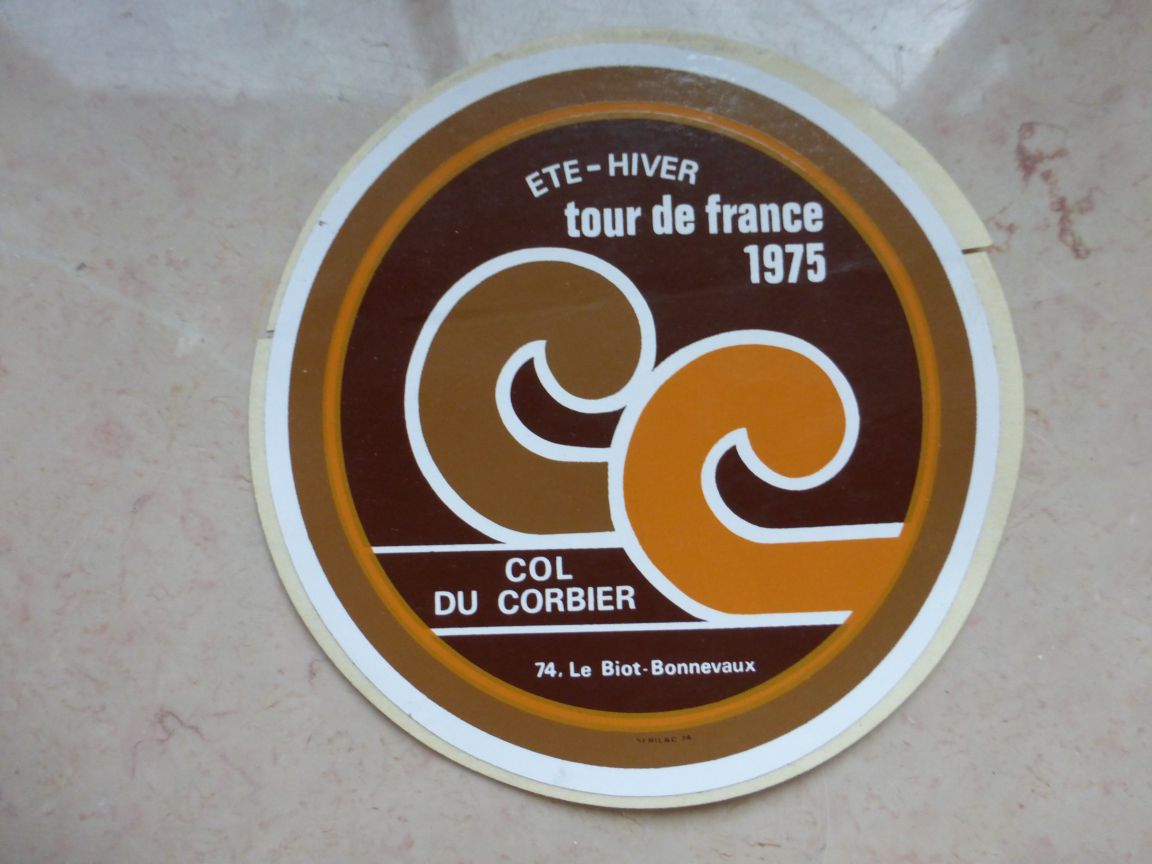 ETE - HIVER
tour de france
1975
COL
DU CORBIER
74. Le Biot-Bonnevaux